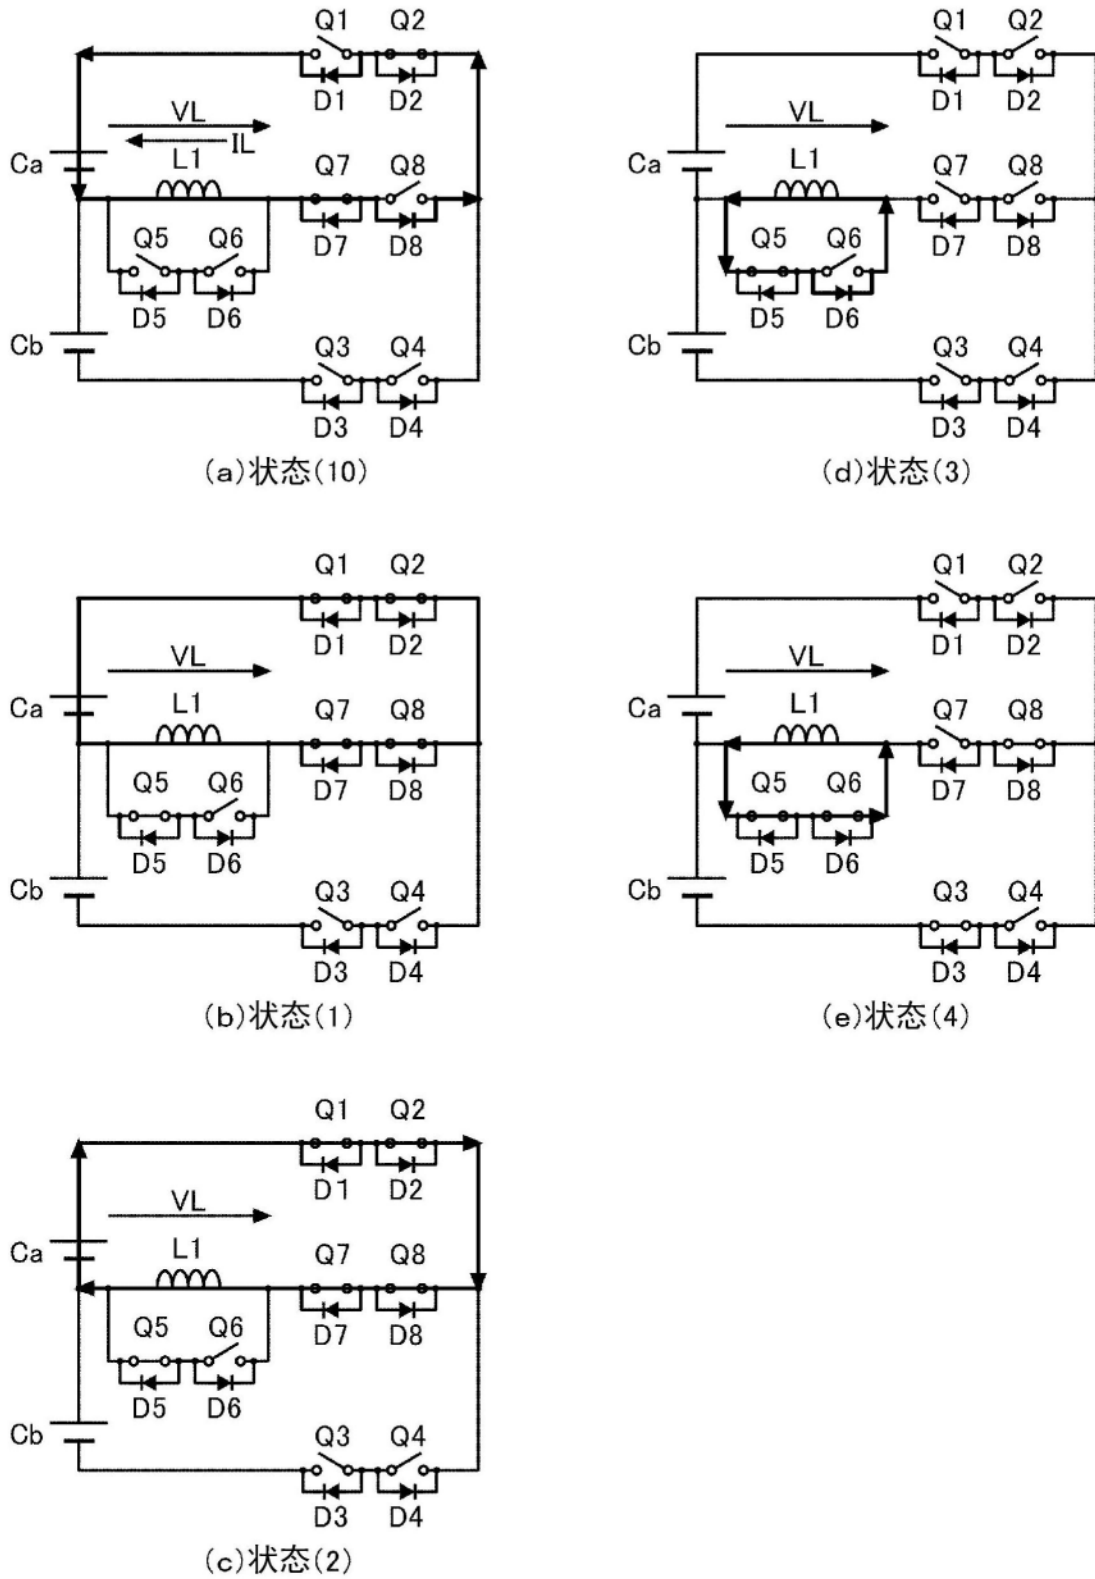 Q1 Q2
D1 D2
VL
IL
Ca
L1
Q7 Q8
D7 D8
Q5 Q6
D5 D6
Cb
Q3 Q4
D3 D4
(a)状态(10)
Q1 Q2
D1 D2
VL
Ca
L1
Q7 Q8
D7 D8
Q5 Q6
D5 D6
Cb
Q3 Q4
D3 D4
(b)状态(1)
Q1 Q2
D1 D2
VL
Ca
L1
Q7 Q8
D7 D8
Q5 Q6
D5 D6
Cb
Q3 Q4
D3 D4
(c)状态(2)
Q1 Q2
D1 D2
VL
Ca
L1
Q7 Q8
D7 D8
Q5 Q6
D5 D6
Cb
Q3 Q4
D3 D4
(d)状态(3)
Q1 Q2
D1 D2
VL
Ca
L1
Q7 Q8
D7 D8
Q5 Q6
D5 D6
Cb
Q3 Q4
D3 D4
(e)状态(4)